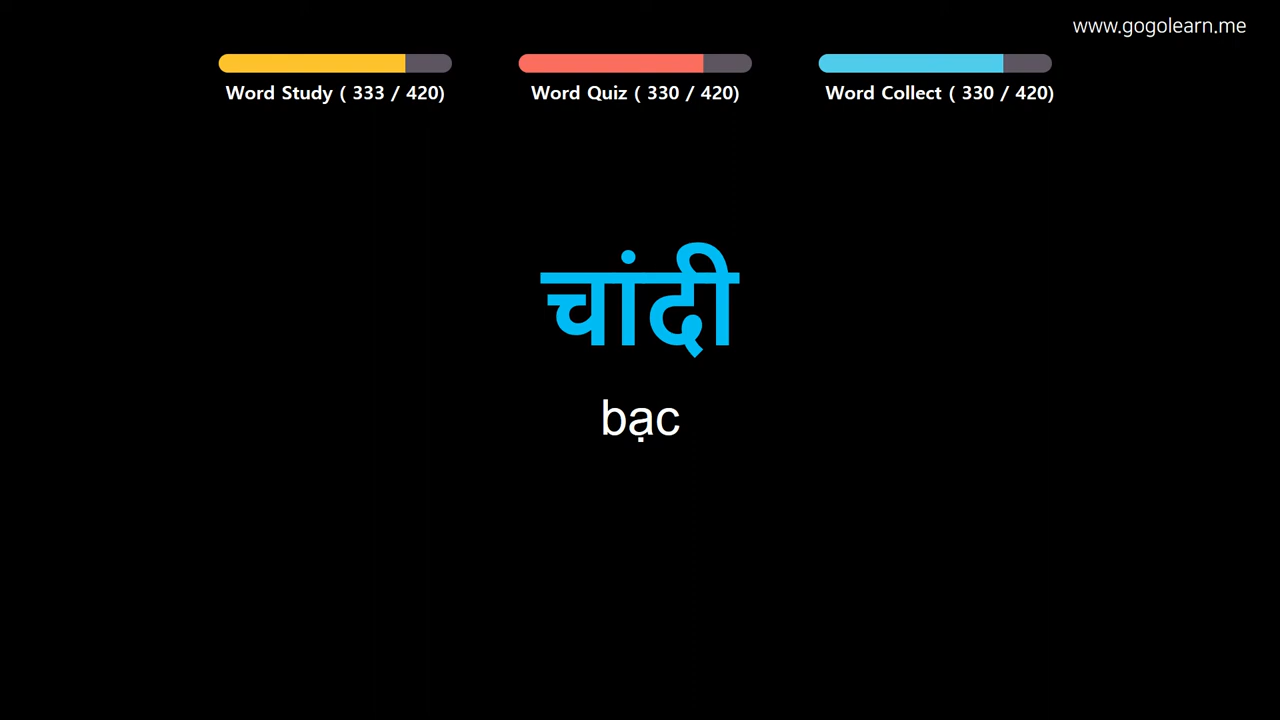 www.gogolearn.me
Word Study ( 333 / 420)
Word Quiz ( 330 / 420)
Word Collect ( 330 / 420)
चांदी
bạc